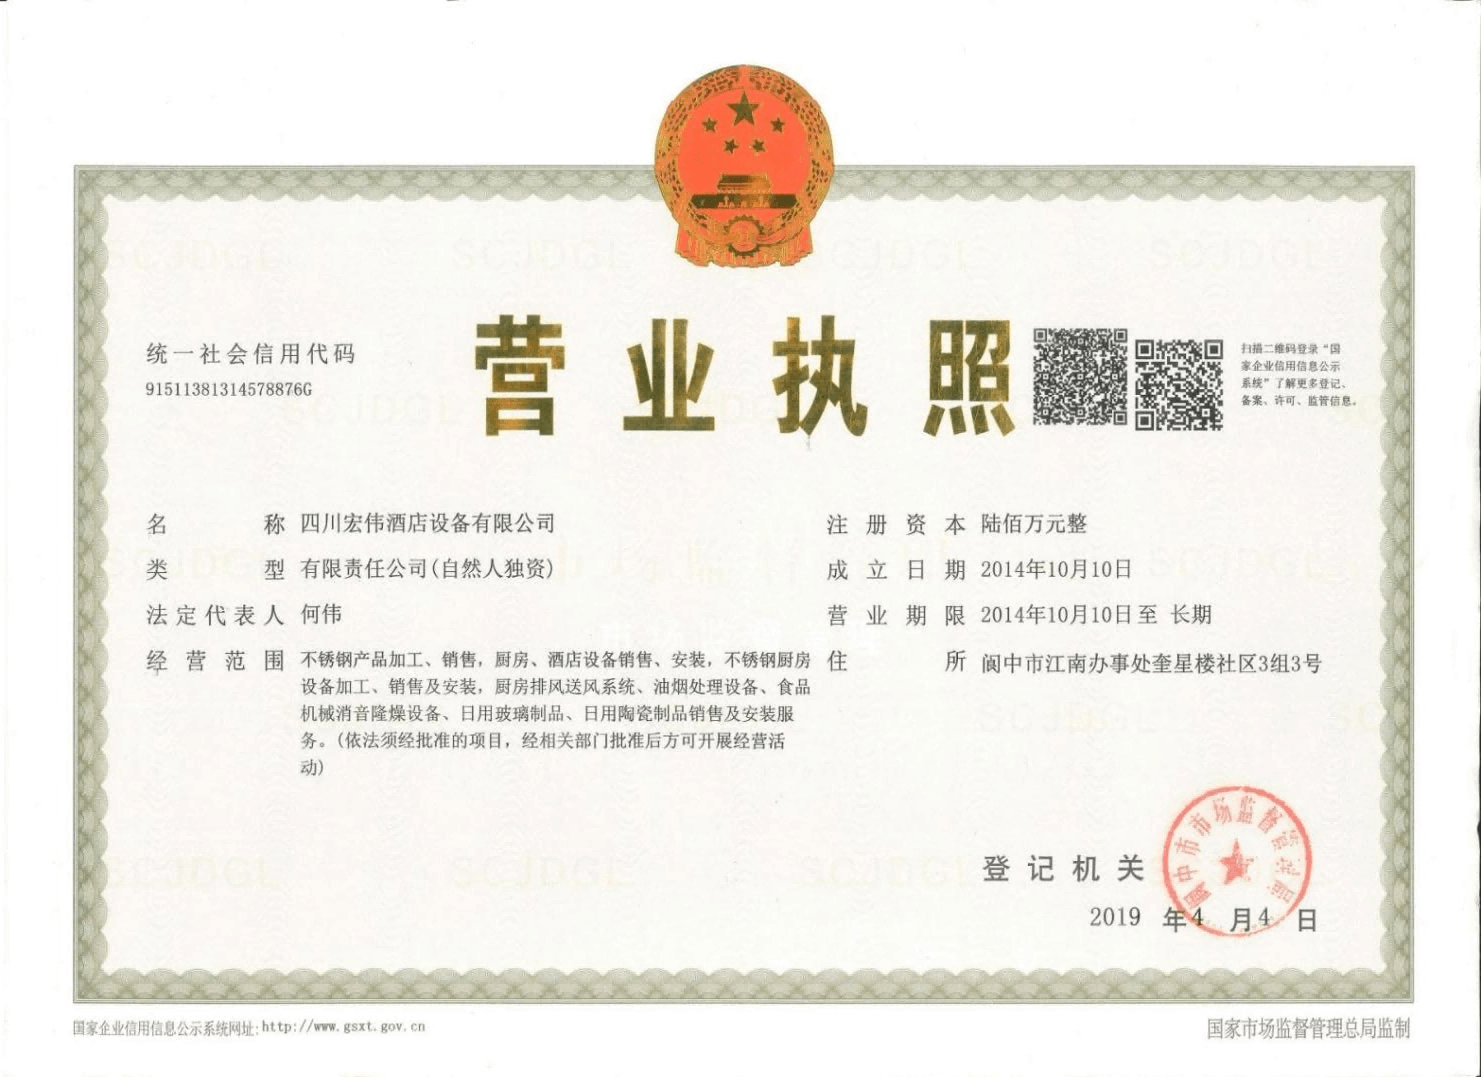 营业执照
统一社会信用代码
91511381314578876G
扫描二维码登录“国
家企业信用信息公示
系统”了解更多登记、
备案、许可、监管信息。
名称 四川宏伟酒店设备有限公司
类型 有限责任公司(自然人独资)
法定代表人 何伟
经营范围 不锈钢产品加工、销售，厨房、酒店设备销售、安装，不锈钢厨房
设备加工、销售及安装，厨房排风送风系统、油烟处理设备、食品
机械消音隆燥设备、日用玻璃制品、日用陶瓷制品销售及安装服
务。(依法须经批准的项目，经相关部门批准后方可开展经营活
动)
注册资本 陆佰万元整
成立日期 2014年10月10日
营业期限 2014年10月10日至 长期
住所 阆中市江南办事处奎星楼社区3组3号
登记机关
阆中市市场监督管理局
2019 年4 月4 日
国家企业信用信息公示系统网址:http://www.gsxt.gov.cn
国家市场监督管理总局监制
SCJDGL